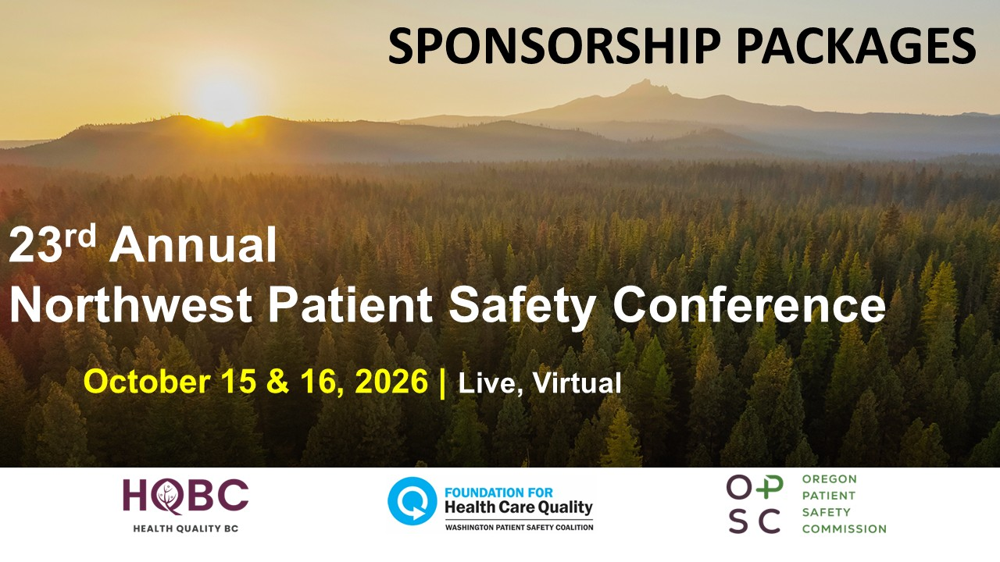 SPONSORSHIP PACKAGES
23rd Annual
Northwest Patient Safety Conference
October 15 & 16, 2026 | Live, Virtual
HQBC
HEALTH QUALITY BC
FOUNDATION FOR
Health Care Quality
WASHINGTON PATIENT SAFETY COALITION
O+P
SC
OREGON
PATIENT
SAFETY
COMMISSION